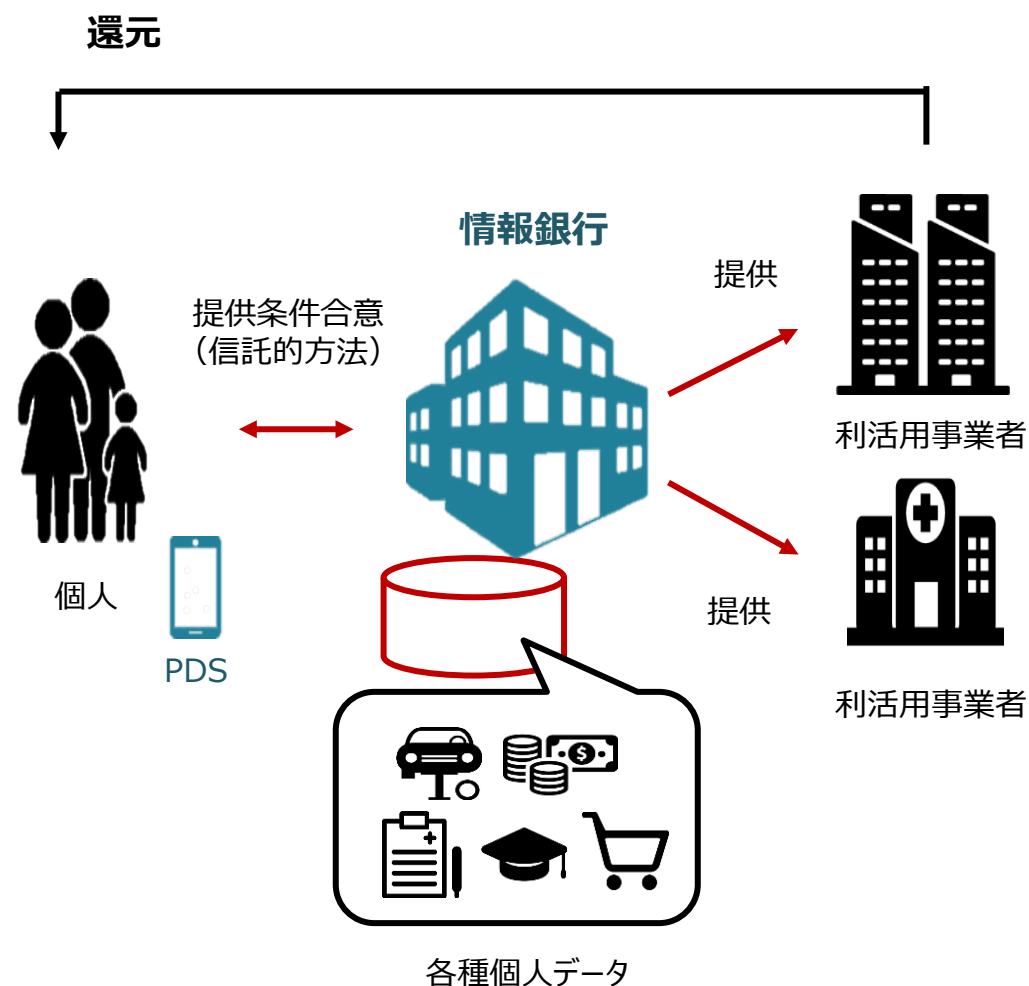 還元
情報銀行
提供条件合意
（信託的方法）
提供
利活用事業者
個人
PDS
提供
利活用事業者
各種個人データ